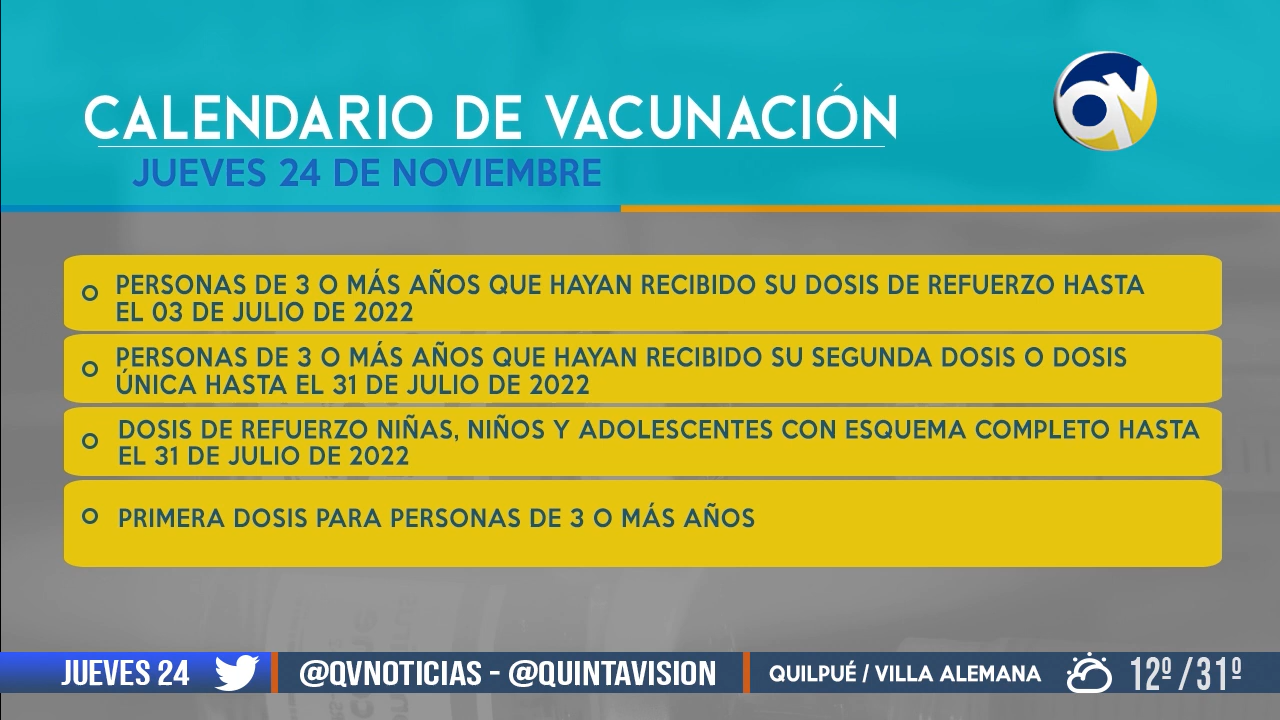 CALENDARIO DE VACUNACIÓN
QV
JUEVES 24 DE NOVIEMBRE
PERSONAS DE 3 O MÁS AÑOS QUE HAYAN RECIBIDO SU DOSIS DE REFUERZO HASTA
EL 03 DE JULIO DE 2022
PERSONAS DE 3 O MÁS AÑOS QUE HAYAN RECIBIDO SU SEGUNDA DOSIS O DOSIS
ÚNICA HASTA EL 31 DE JULIO DE 2022
DOSIS DE REFUERZO NIÑAS, NIÑOS Y ADOLESCENTES CON ESQUEMA COMPLETO HASTA
EL 31 DE JULIO DE 2022
PRIMERA DOSIS PARA PERSONAS DE 3 O MÁS AÑOS
JUEVES 24 @QVNOTICIAS - @QUINTAVISION QUILPUÉ / VILLA ALEMANA 12º / 31º